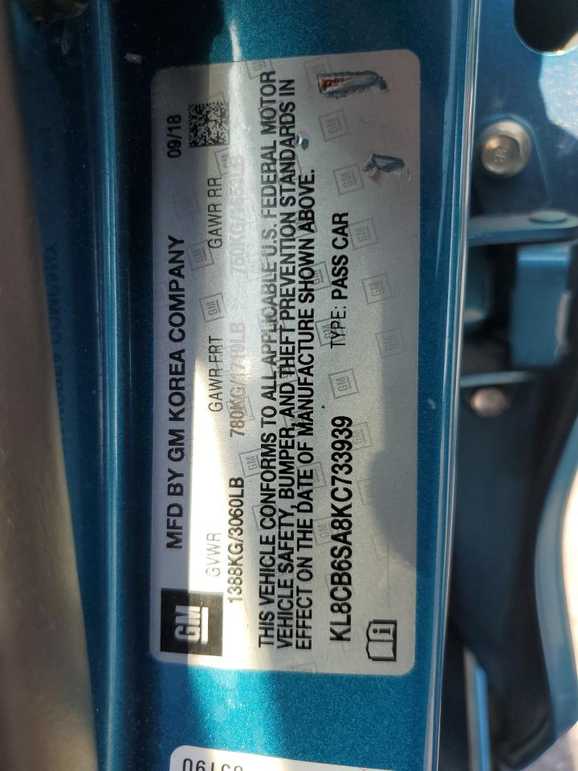 GM
MFD BY GM KOREA COMPANY
09/18
GVWR
GAWR FRT
GAWR RR
1388KG/3060LB
780KG/1719LB
THIS VEHICLE CONFORMS TO ALL APPLICABLE U.S. FEDERAL MOTOR
VEHICLE SAFETY, BUMPER, AND THEFT PREVENTION STANDARDS IN
EFFECT ON THE DATE OF MANUFACTURE SHOWN ABOVE.
KL8CB6SA8KC733939
TYPE: PASS CAR